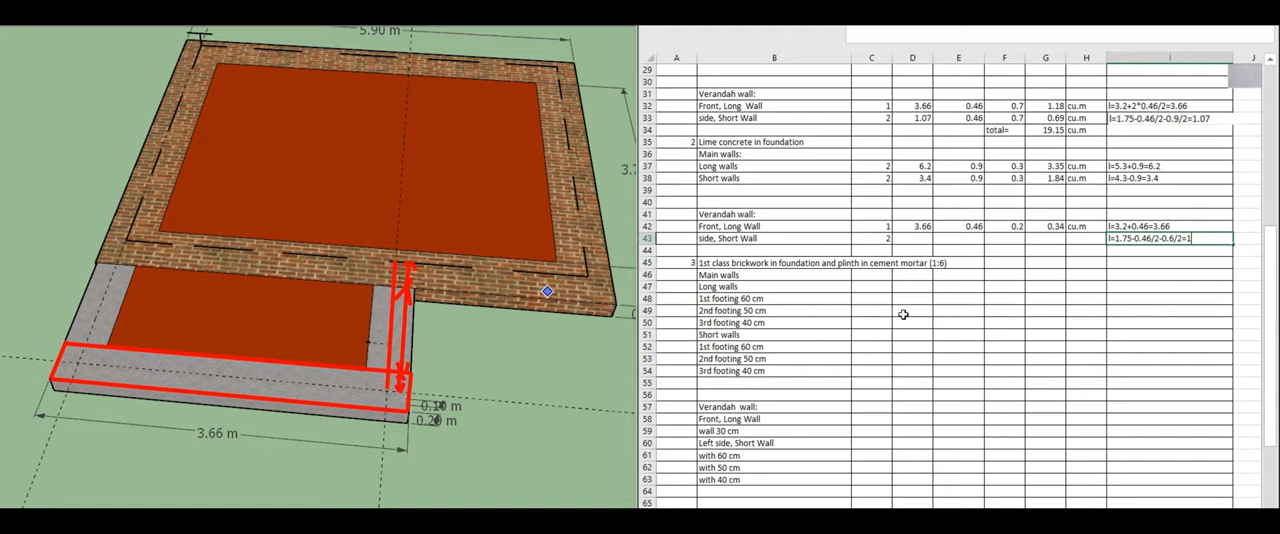 5.90 m
3.7
3.66 m
0.10 m
0.20 m
A B C D E F G H I J
29
30
31 Verandah wall:
32 Front, Long Wall 1 3.66 0.46 0.7 1.18 cu.m l=3.2+2*0.46/2=3.66
33 side, Short Wall 2 1.07 0.46 0.7 0.69 cu.m l=1.75-0.46/2-0.9/2=1.07
34 total= 19.15 cu.m
35 2 Lime concrete in foundation
36 Main walls:
37 Long walls 2 6.2 0.9 0.3 3.35 cu.m l=5.3+0.9=6.2
38 Short walls 2 3.4 0.9 0.3 1.84 cu.m l=4.3-0.9=3.4
39
40
41 Verandah wall:
42 Front, Long Wall 1 3.66 0.46 0.2 0.34 cu.m l=3.2+0.46=3.66
43 side, Short Wall 2 l=1.75-0.46/2-0.6/2=1
44
45 3 1st class brickwork in foundation and plinth in cement mortar (1:6)
46 Main walls
47 Long walls
48 1st footing 60 cm
49 2nd footing 50 cm
50 3rd footing 40 cm
51 Short walls
52 1st footing 60 cm
53 2nd footing 50 cm
54 3rd footing 40 cm
55
56
57 Verandah wall:
58 Front, Long Wall
59 wall 30 cm
60 Left side, Short Wall
61 with 60 cm
62 with 50 cm
63 with 40 cm
64
65